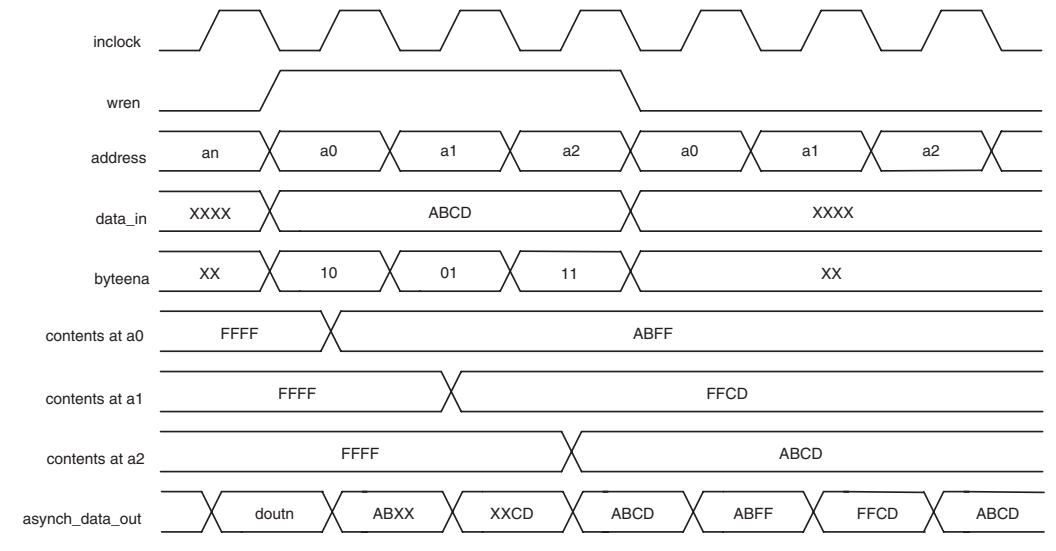 inclock
wren
address an a0 a1 a2 a0 a1 a2
data_in XXXX ABCD XXXX
byteena XX 10 01 11 XX
contents at a0 FFFF ABFF
contents at a1 FFFF FFCD
contents at a2 FFFF ABCD
asynch_data_out doutn ABXX XXCD ABCD ABFF FFCD ABCD